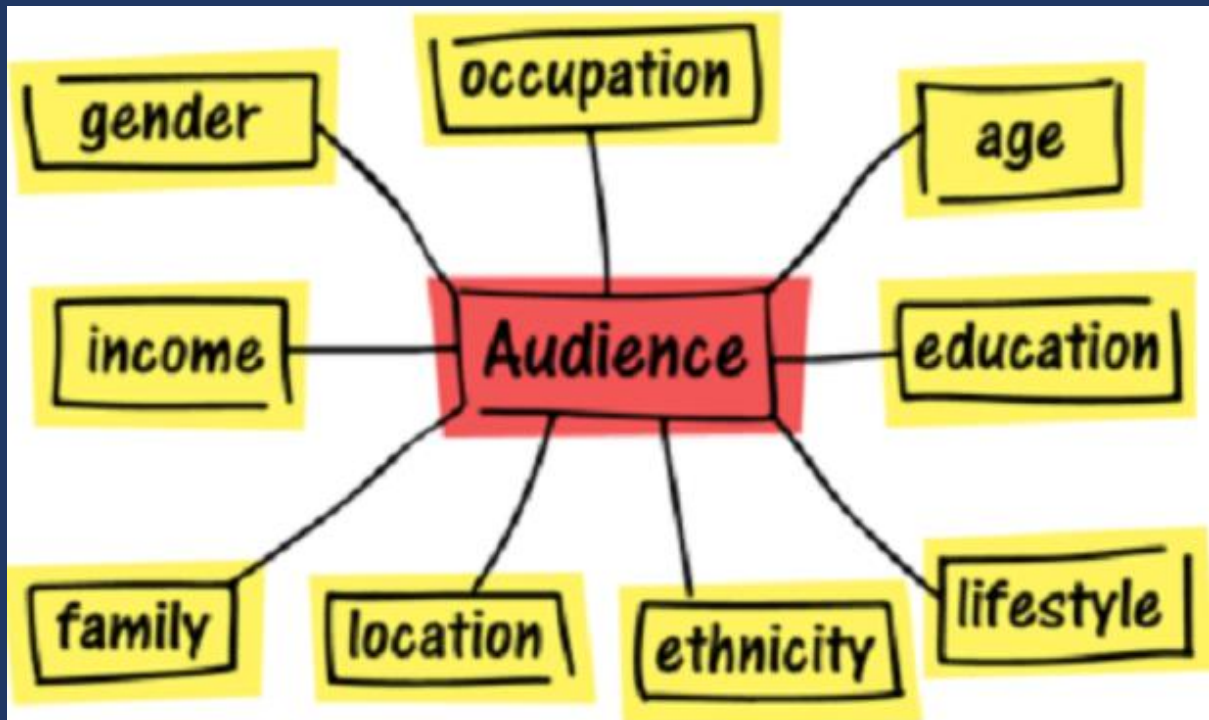 occupation
gender
age
income
Audience
education
family
location
ethnicity
lifestyle